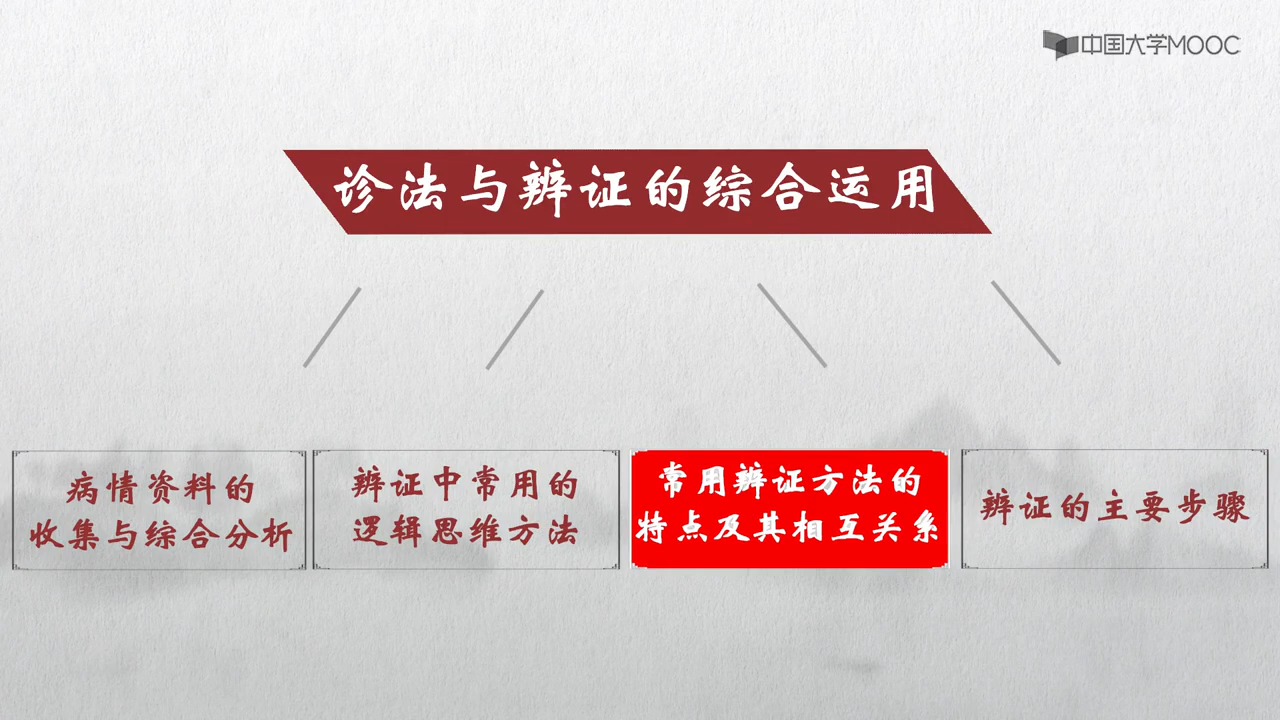 中国大学MOOC
诊法与辨证的综合运用
病情资料的
收集与综合分析
辨证中常用的
逻辑思维方法
常用辨证方法的
特点及其相互关系
辨证的主要步骤